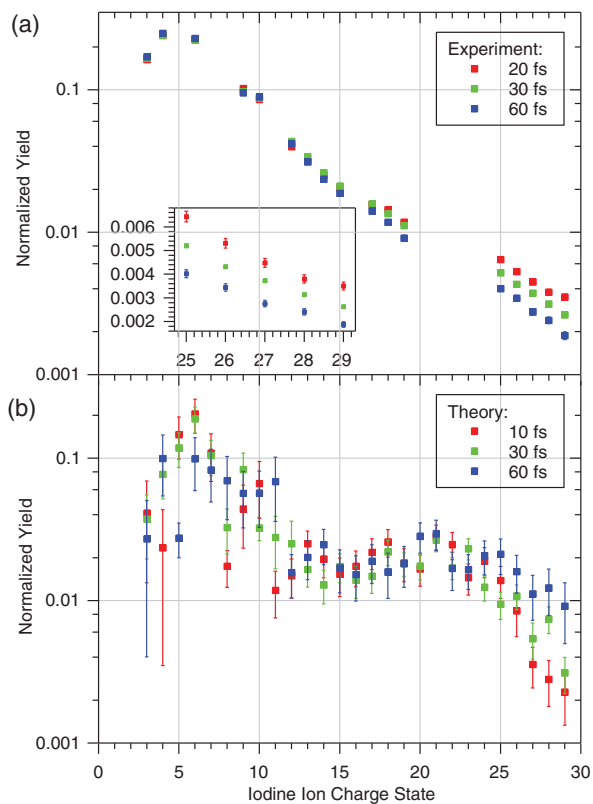 (a)
Experiment:
20 fs
30 fs
60 fs
0.1
0.01
0.001
Normalized Yield
0.006
0.005
0.004
0.003
0.002
25 26 27 28 29
(b)
Theory:
10 fs
30 fs
60 fs
0.1
0.01
0.001
Normalized Yield
0 5 10 15 20 25 30
Iodine Ion Charge State